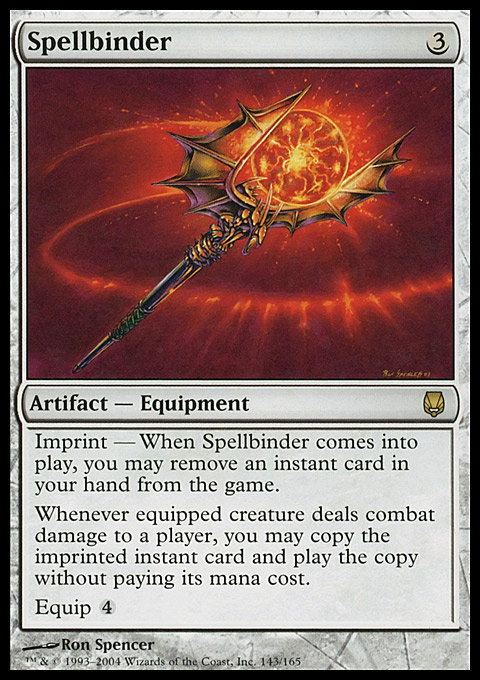 Spellbinder 3
Ron Spencer 03
Artifact — Equipment
Imprint — When Spellbinder comes into
play, you may remove an instant card in
your hand from the game.
Whenever equipped creature deals combat
damage to a player, you may copy the
imprinted instant card and play the copy
without paying its mana cost.
Equip 4
Ron Spencer
™ & © 1993–2004 Wizards of the Coast, Inc. 143/165